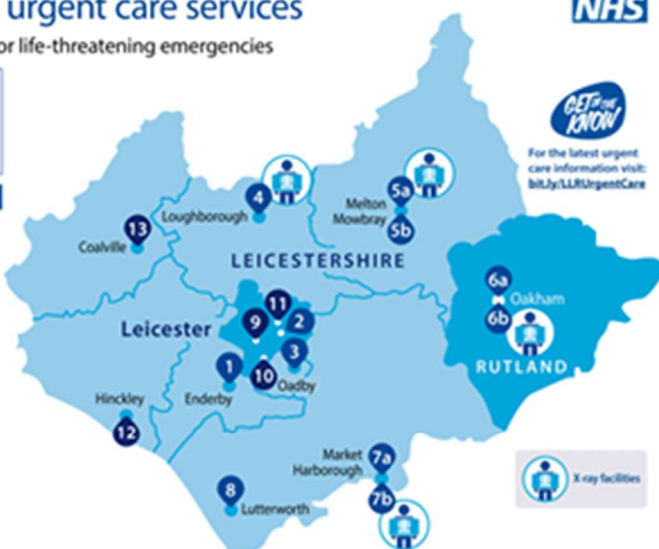 urgent care services
or life-threatening emergencies
NHS
GET IN THE
KNOW
For the latest urgent
care information visit:
bit.ly/LLRUrgentCare
4
Loughborough
5a
Melton
Mowbray
5b
13
Coalville
LEICESTERSHIRE
6a
Oakham
6b
RUTLAND
11
9
2
Leicester
3
1
10
Oadby
Enderby
Hinckley
12
Market
Harborough
7a
7b
8
Lutterworth
X-ray facilities